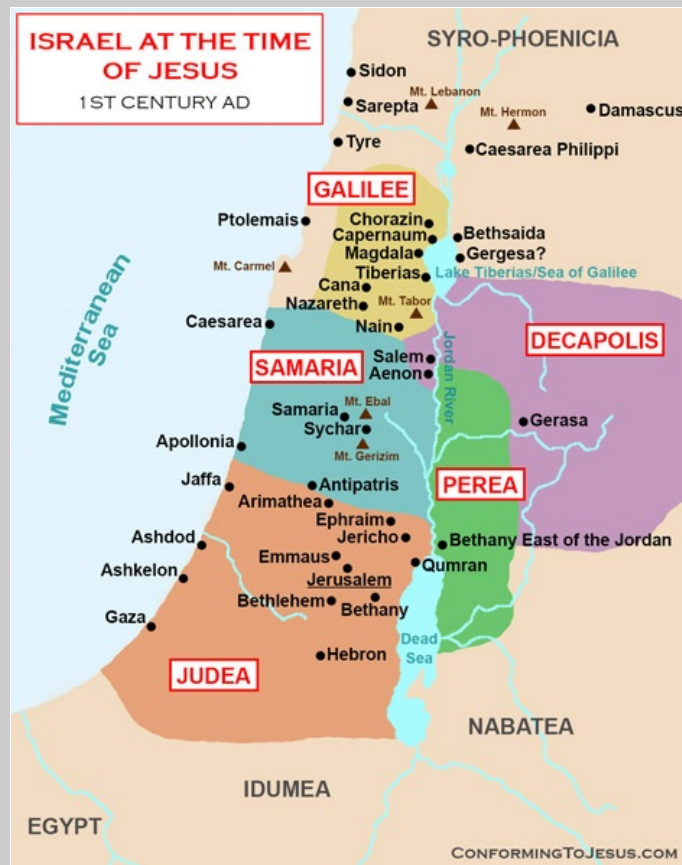 ISRAEL AT THE TIME
OF JESUS
1ST CENTURY AD
SYRO-PHOENICIA
Sidon
Mt. Lebanon
Sarepta
Mt. Hermon
Damascus
Tyre
Caesarea Philippi
GALILEE
Ptolemais
Chorazin
Capernaum
Bethsaida
Magdala
Gergesa?
Mt. Carmel
Tiberias
Lake Tiberias/Sea of Galilee
Cana
Mt. Tabor
Nazareth
Caesarea
Nain
Mediterranean
Sea
Jordan River
DECAPOLIS
SAMARIA
Salem
Aenon
Mt. Ebal
Samaria
Sychar
Gerasa
Mt. Gerizim
Apollonia
Jaffa
Antipatris
PEREA
Arimathea
Ephraim
Jericho
Ashdod
Bethany East of the Jordan
Emmaus
Qumran
Ashkelon
Jerusalem
Bethlehem
Bethany
Gaza
Dead
Sea
Hebron
JUDEA
NABATEA
IDUMEA
EGYPT
CONFORMINGTOJESUS.COM